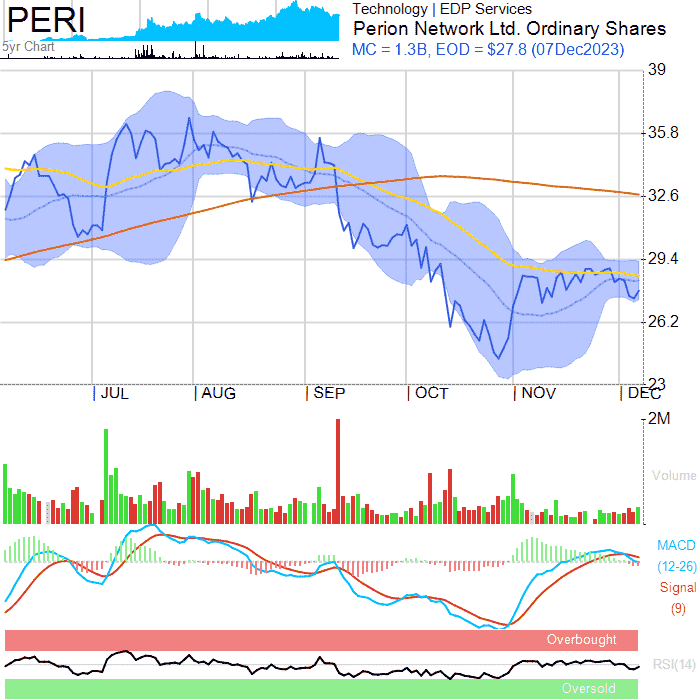 PERI
5yr Chart
Technology | EDP Services
Perion Network Ltd. Ordinary Shares
MC = 1.3B, EOD = $27.8 (07Dec2023)
39
35.8
32.6
29.4
26.2
23
JUL AUG SEP OCT NOV DEC
2M
Volume
MACD
(12-26)
Signal
(9)
Overbought
RSI(14)
Oversold